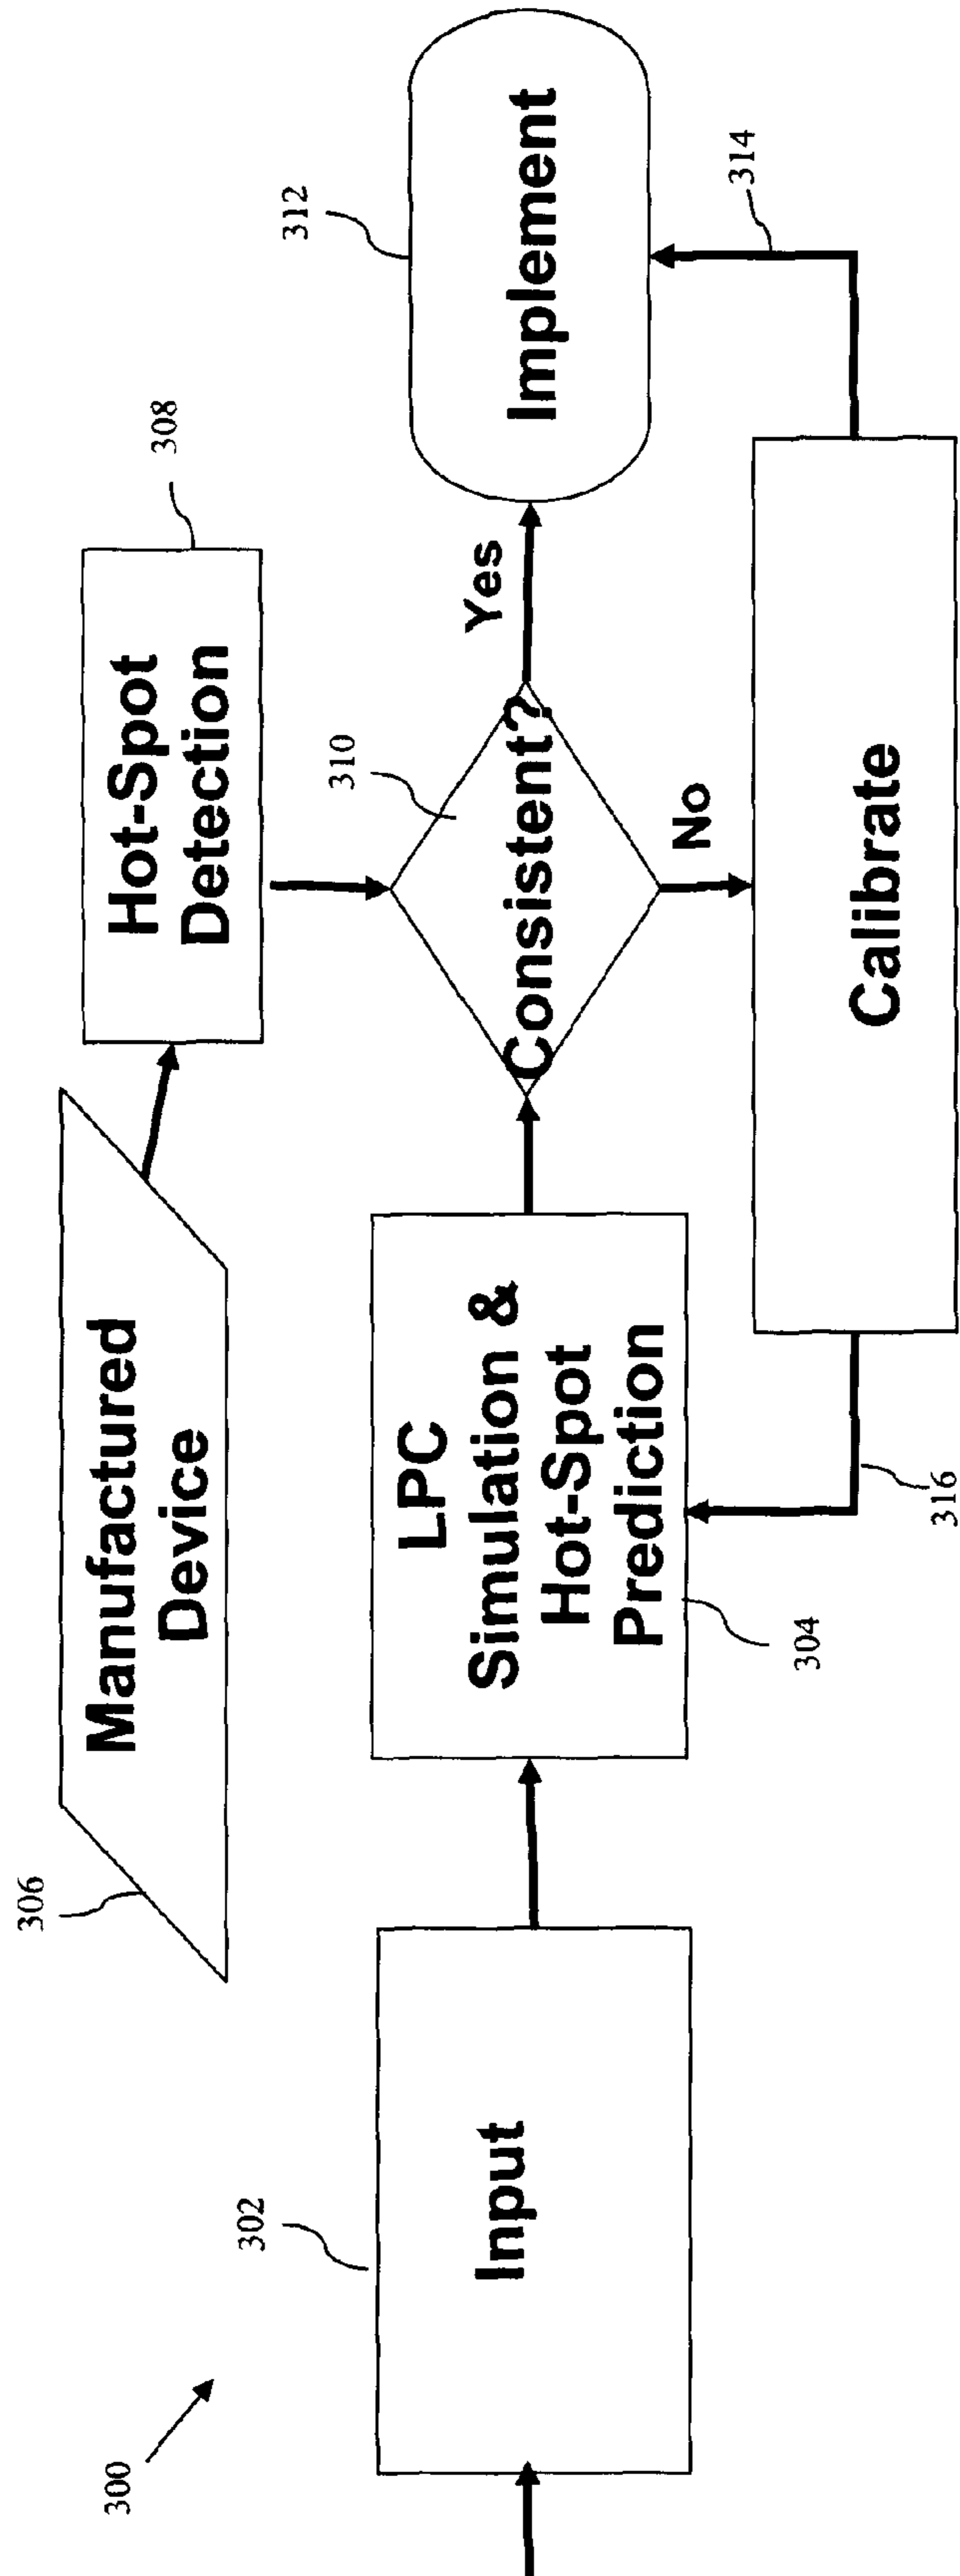 300
306
Manufactured
Device
308
Hot-Spot
Detection
302
Input
LPC
Simulation &
Hot-Spot
Prediction
304
310
Consistent?
Yes
312
Implement
No
314
Calibrate
316